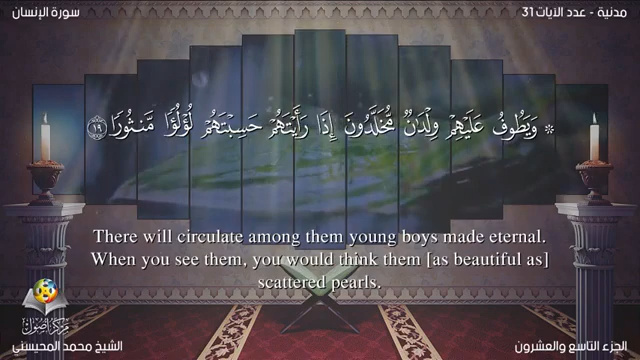 مدنية - عدد الآيات 31
سورة الإنسان
۞ وَيَطُوفُ عَلَيْهِمْ وِلْدَٰنٌ مُّخَلَّدُونَ إِذَا رَأَيْتَهُمْ حَسِبْتَهُمْ لُؤْلُؤًا مَّنثُورًا ١٩
There will circulate among them young boys made eternal.
When you see them, you would think them [as beautiful as]
scattered pearls.
مركز أصول
الجزء التاسع والعشرون
الشيخ محمد المحيسني